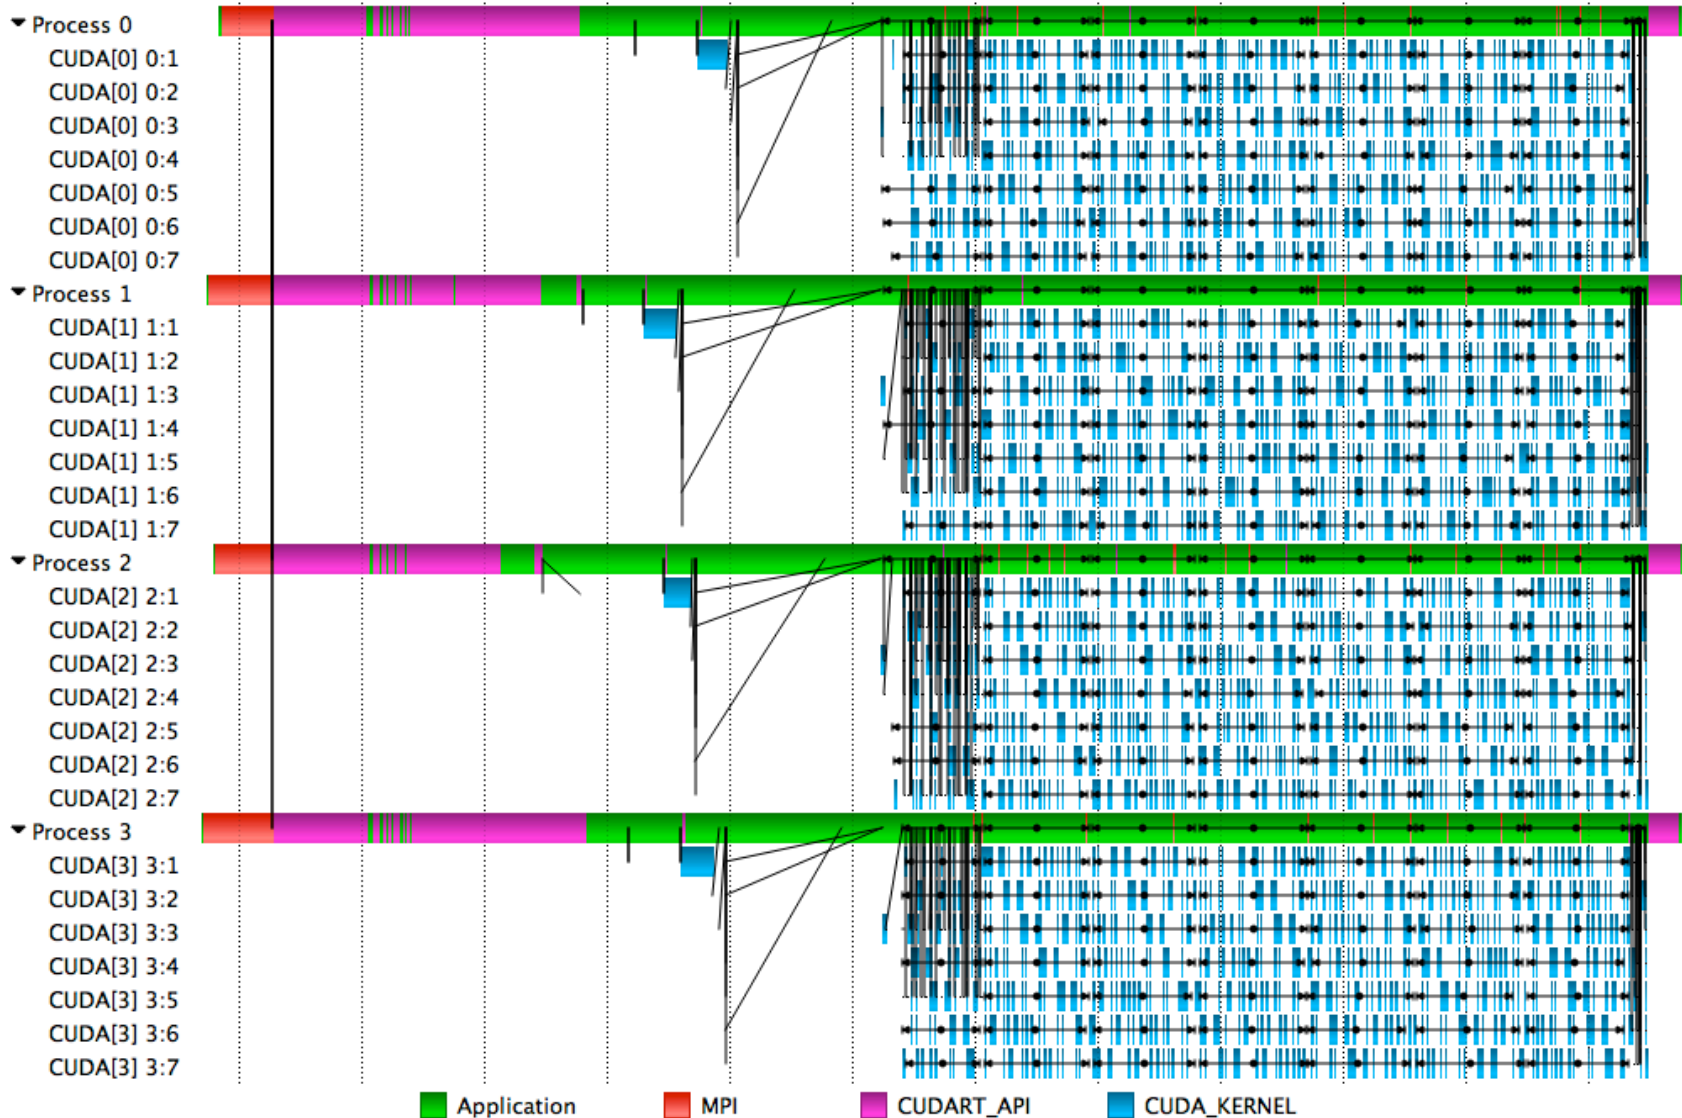 Process 0
CUDA[0] 0:1
CUDA[0] 0:2
CUDA[0] 0:3
CUDA[0] 0:4
CUDA[0] 0:5
CUDA[0] 0:6
CUDA[0] 0:7
Process 1
CUDA[1] 1:1
CUDA[1] 1:2
CUDA[1] 1:3
CUDA[1] 1:4
CUDA[1] 1:5
CUDA[1] 1:6
CUDA[1] 1:7
Process 2
CUDA[2] 2:1
CUDA[2] 2:2
CUDA[2] 2:3
CUDA[2] 2:4
CUDA[2] 2:5
CUDA[2] 2:6
CUDA[2] 2:7
Process 3
CUDA[3] 3:1
CUDA[3] 3:2
CUDA[3] 3:3
CUDA[3] 3:4
CUDA[3] 3:5
CUDA[3] 3:6
CUDA[3] 3:7
Application MPI CUDART_API CUDA_KERNEL